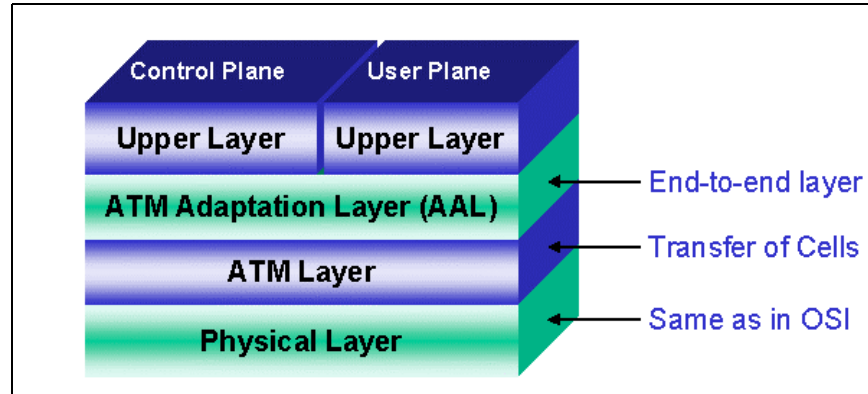 Control Plane
User Plane
Upper Layer
Upper Layer
ATM Adaptation Layer (AAL)
End-to-end layer
ATM Layer
Transfer of Cells
Physical Layer
Same as in OSI